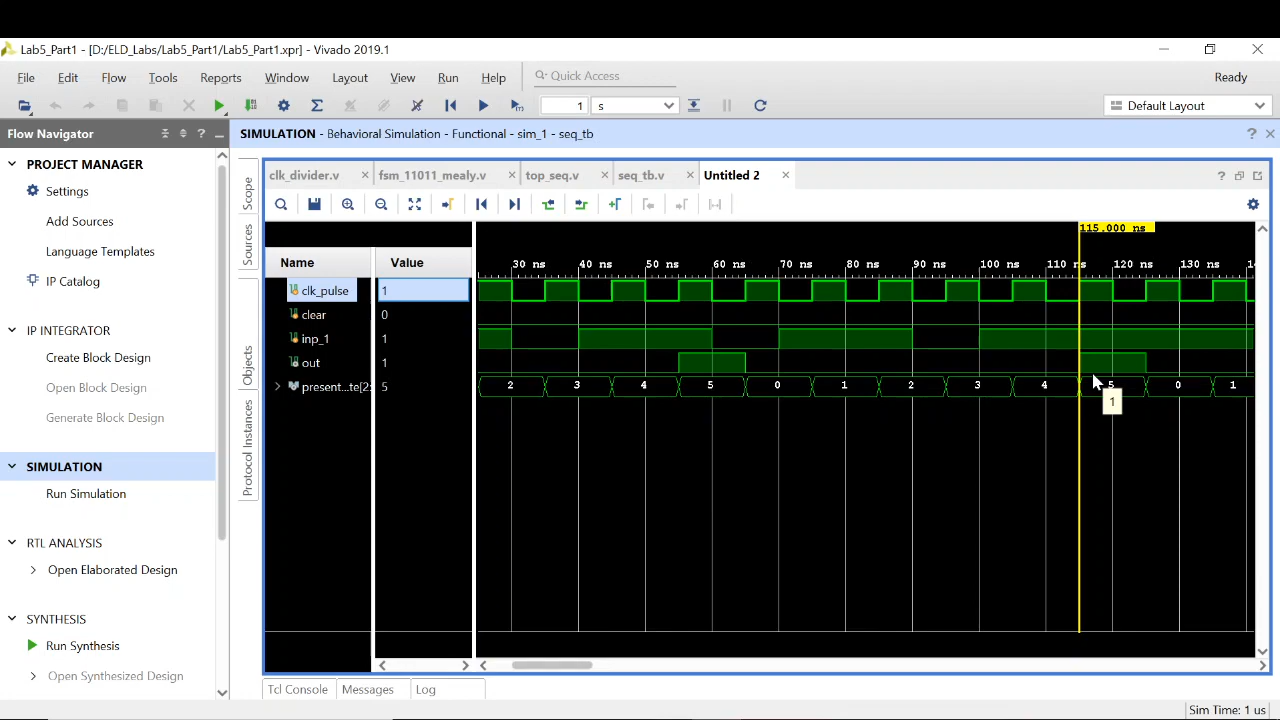 Lab5_Part1 - [D:/ELD_Labs/Lab5_Part1/Lab5_Part1.xpr] - Vivado 2019.1
File Edit Flow Tools Reports Window Layout View Run Help Quick Access Ready
1 s Default Layout
Flow Navigator
SIMULATION - Behavioral Simulation - Functional - sim_1 - seq_tb
PROJECT MANAGER
Settings
Add Sources
Language Templates
IP Catalog
IP INTEGRATOR
Create Block Design
Open Block Design
Generate Block Design
SIMULATION
Run Simulation
RTL ANALYSIS
Open Elaborated Design
SYNTHESIS
Run Synthesis
Open Synthesized Design
Scope
Sources
Objects
Protocol Instances
clk_divider.v fsm_11011_mealy.v top_seq.v seq_tb.v Untitled 2
115.000 ns
Name Value
30 ns 40 ns 50 ns 60 ns 70 ns 80 ns 90 ns 100 ns 110 ns 120 ns 130 ns
clk_pulse 1
clear 0
inp_1 1
out 1
present...te[2: 5 2 3 4 5 0 1 2 3 4 5 0 1
1
Tcl Console Messages Log
Sim Time: 1 us